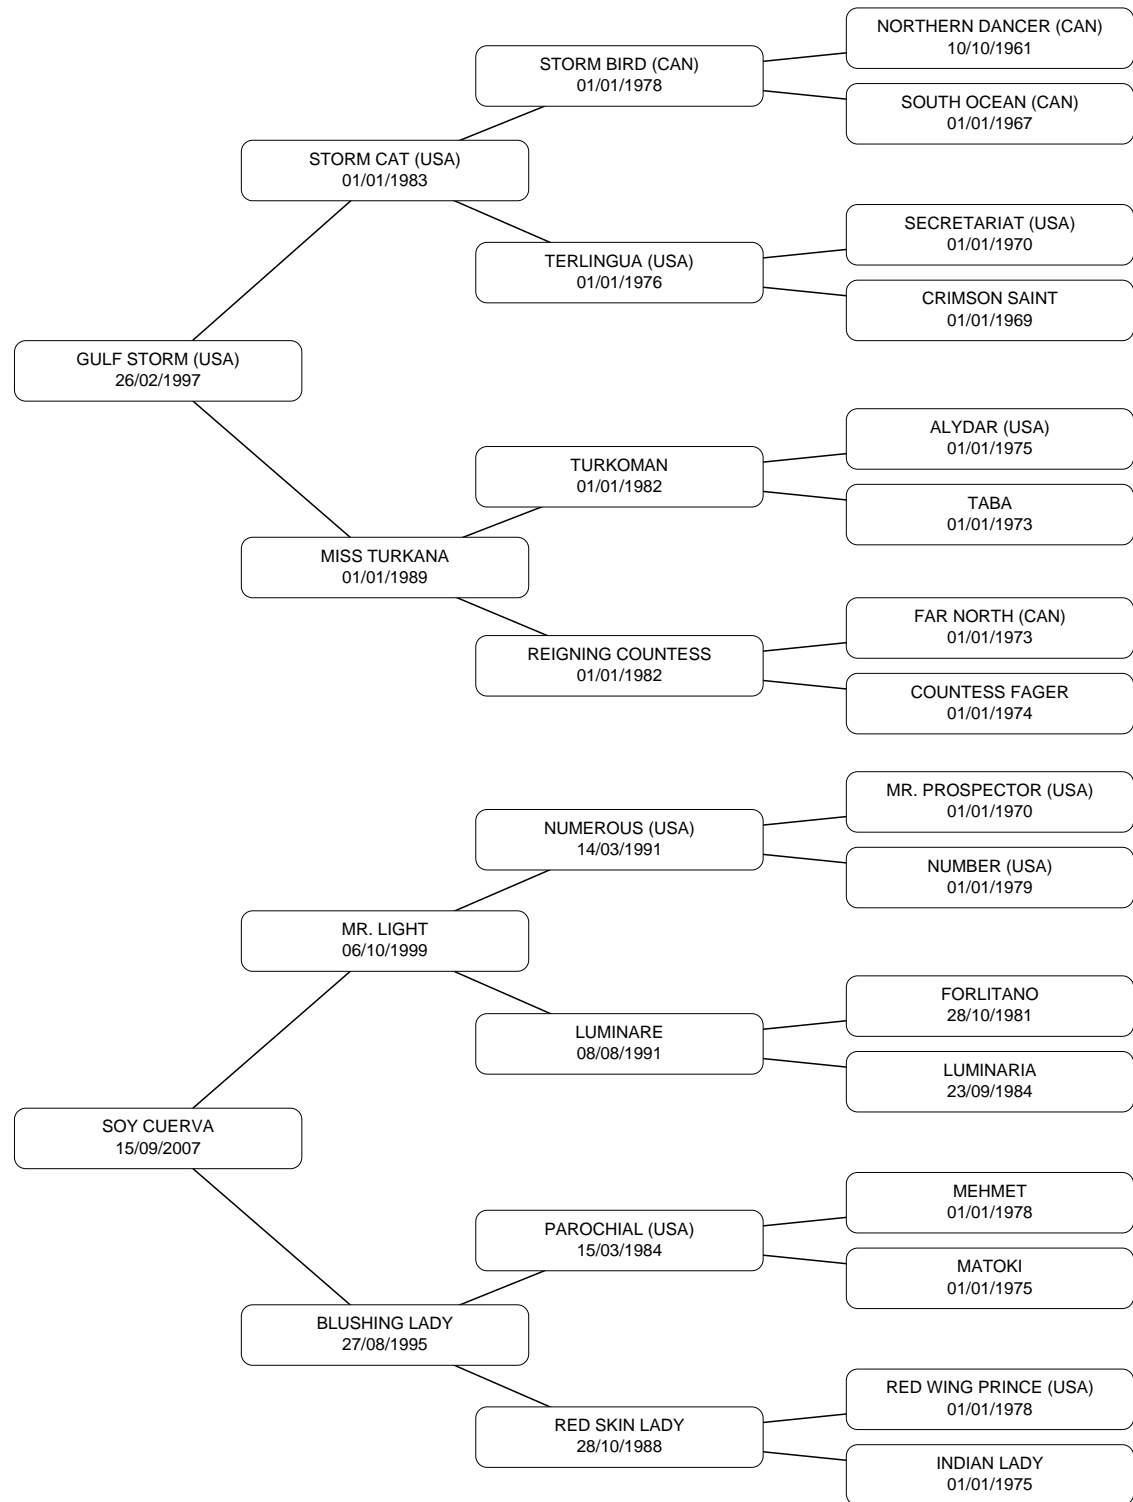 NORTHERN DANCER (CAN)
10/10/1961
STORM BIRD (CAN)
01/01/1978
SOUTH OCEAN (CAN)
01/01/1967
STORM CAT (USA)
01/01/1983
SECRETARIAT (USA)
01/01/1970
TERLINGUA (USA)
01/01/1976
CRIMSON SAINT
01/01/1969
GULF STORM (USA)
26/02/1997
ALYDAR (USA)
01/01/1975
TURKOMAN
01/01/1982
TABA
01/01/1973
MISS TURKANA
01/01/1989
FAR NORTH (CAN)
01/01/1973
REIGNING COUNTESS
01/01/1982
COUNTESS FAGER
01/01/1974
MR. PROSPECTOR (USA)
01/01/1970
NUMEROUS (USA)
14/03/1991
NUMBER (USA)
01/01/1979
MR. LIGHT
06/10/1999
FORLITANO
28/10/1981
LUMINARE
08/08/1991
LUMINARIA
23/09/1984
SOY CUERVA
15/09/2007
MEHMET
01/01/1978
PAROCHIAL (USA)
15/03/1984
MATOKI
01/01/1975
BLUSHING LADY
27/08/1995
RED WING PRINCE (USA)
01/01/1978
RED SKIN LADY
28/10/1988
INDIAN LADY
01/01/1975